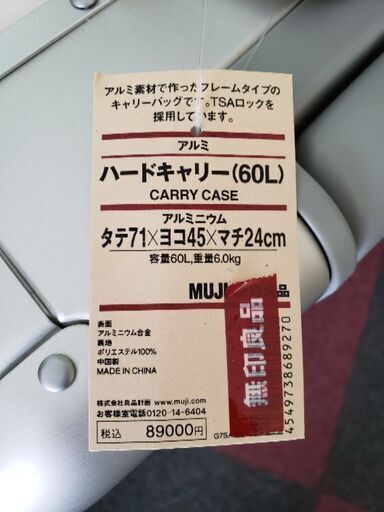 アルミ素材で作ったフレームタイプの
キャリーバッグです。TSAロックを
採用しています。
アルミ
ハードキャリー(60L)
CARRY CASE
アルミニウム
タテ71×ヨコ45×マチ24cm
容量60L,重量6.0kg
MUJI 品
表面
アルミニウム合金
裏地
ポリエステル100%
中国製
MADE IN CHINA
株式会社良品計画 www.muji.com
お客様室電話0120-14-6404
税込 89000円
G7SA
無印良品
4549738689270